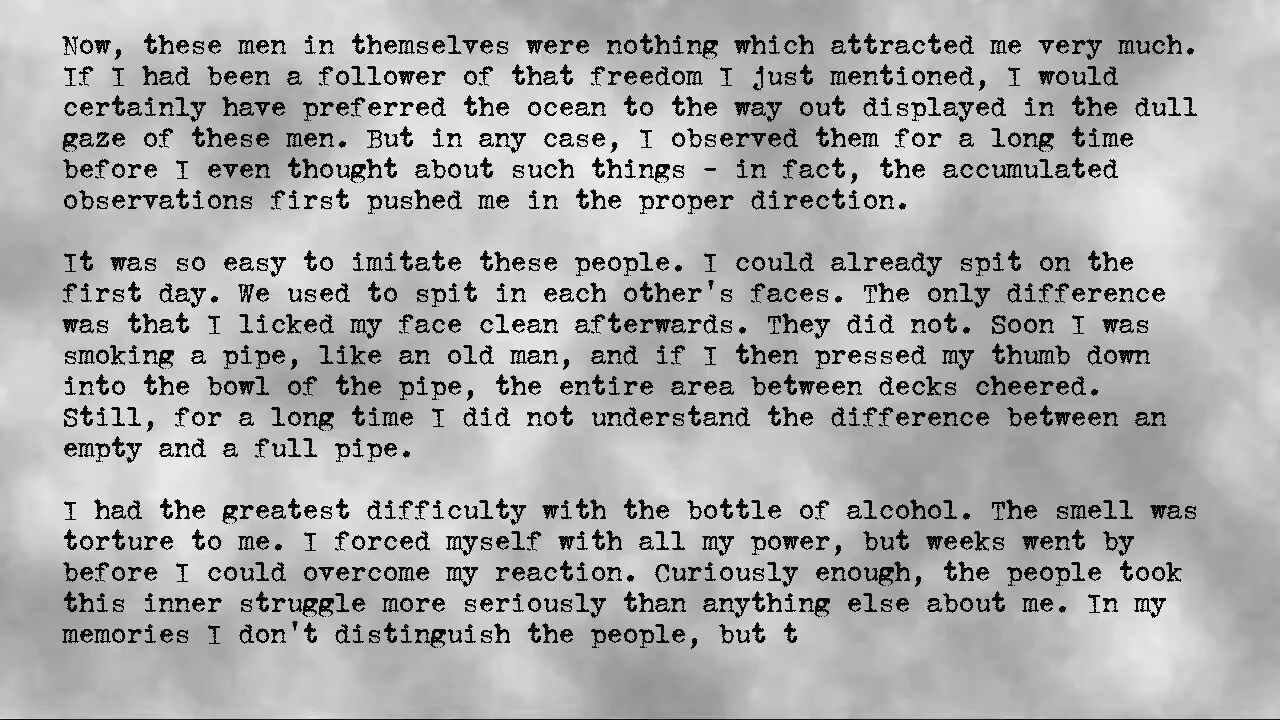 Now, these men in themselves were nothing which attracted me very much.
If I had been a follower of that freedom I just mentioned, I would
certainly have preferred the ocean to the way out displayed in the dull
gaze of these men. But in any case, I observed them for a long time
before I even thought about such things - in fact, the accumulated
observations first pushed me in the proper direction.

It was so easy to imitate these people. I could already spit on the
first day. We used to spit in each other's faces. The only difference
was that I licked my face clean afterwards. They did not. Soon I was
smoking a pipe, like an old man, and if I then pressed my thumb down
into the bowl of the pipe, the entire area between decks cheered.
Still, for a long time I did not understand the difference between an
empty and a full pipe.

I had the greatest difficulty with the bottle of alcohol. The smell was
torture to me. I forced myself with all my power, but weeks went by
before I could overcome my reaction. Curiously enough, the people took
this inner struggle more seriously than anything else about me. In my
memories I don't distinguish the people, but t